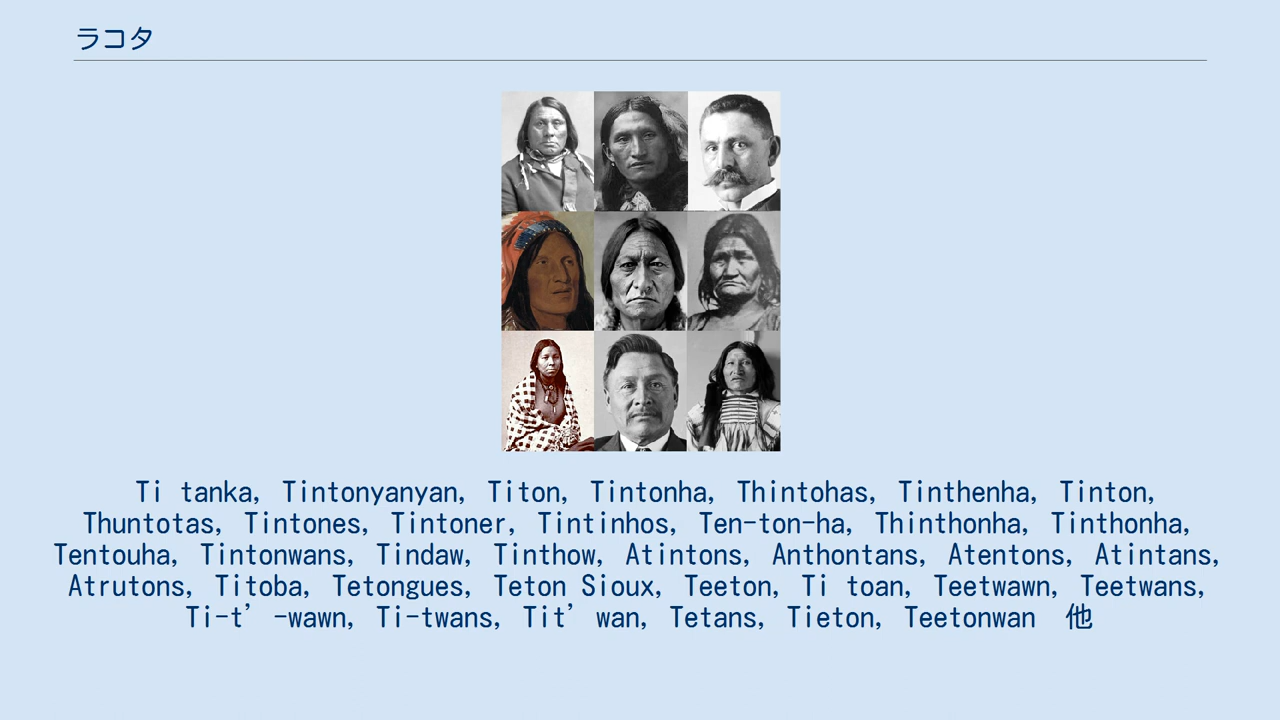 ラコタ
Ti tanka, Tintonyanyan, Titon, Tintonha, Thintohas, Tinthenha, Tinton,
Thuntotas, Tintones, Tintoner, Tintinhos, Ten-ton-ha, Thinthonha, Tinthonha,
Tentouha, Tintonwans, Tindaw, Tinthow, Atintons, Anthontans, Atentons, Atintans,
Atrutons, Titoba, Tetongues, Teton Sioux, Teeton, Ti toan, Teetwawn, Teetwans,
Ti-t’-wawn, Ti-twans, Tit’wan, Tetans, Tieton, Teetonwan 他